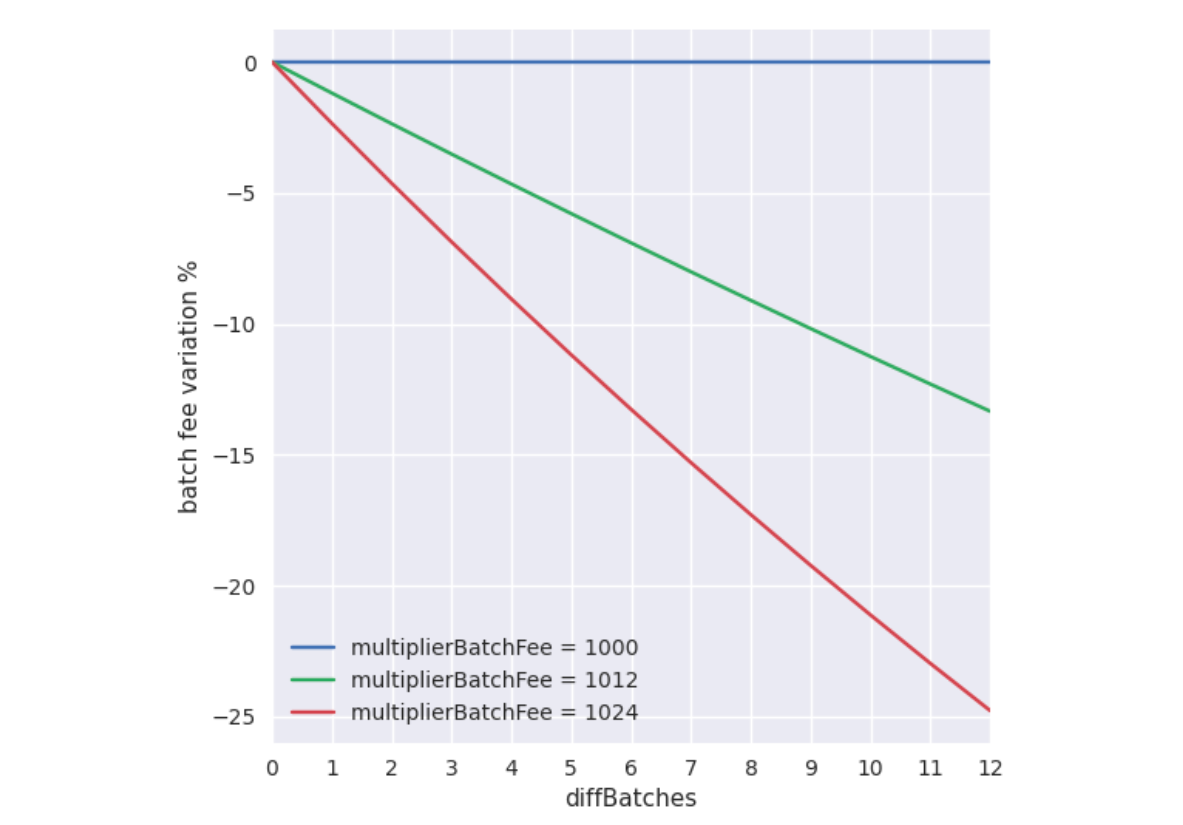 0
−5
−10
−15
−20
−25
batch fee variation %
multiplierBatchFee = 1000
multiplierBatchFee = 1012
multiplierBatchFee = 1024
0 1 2 3 4 5 6 7 8 9 10 11 12
diffBatches